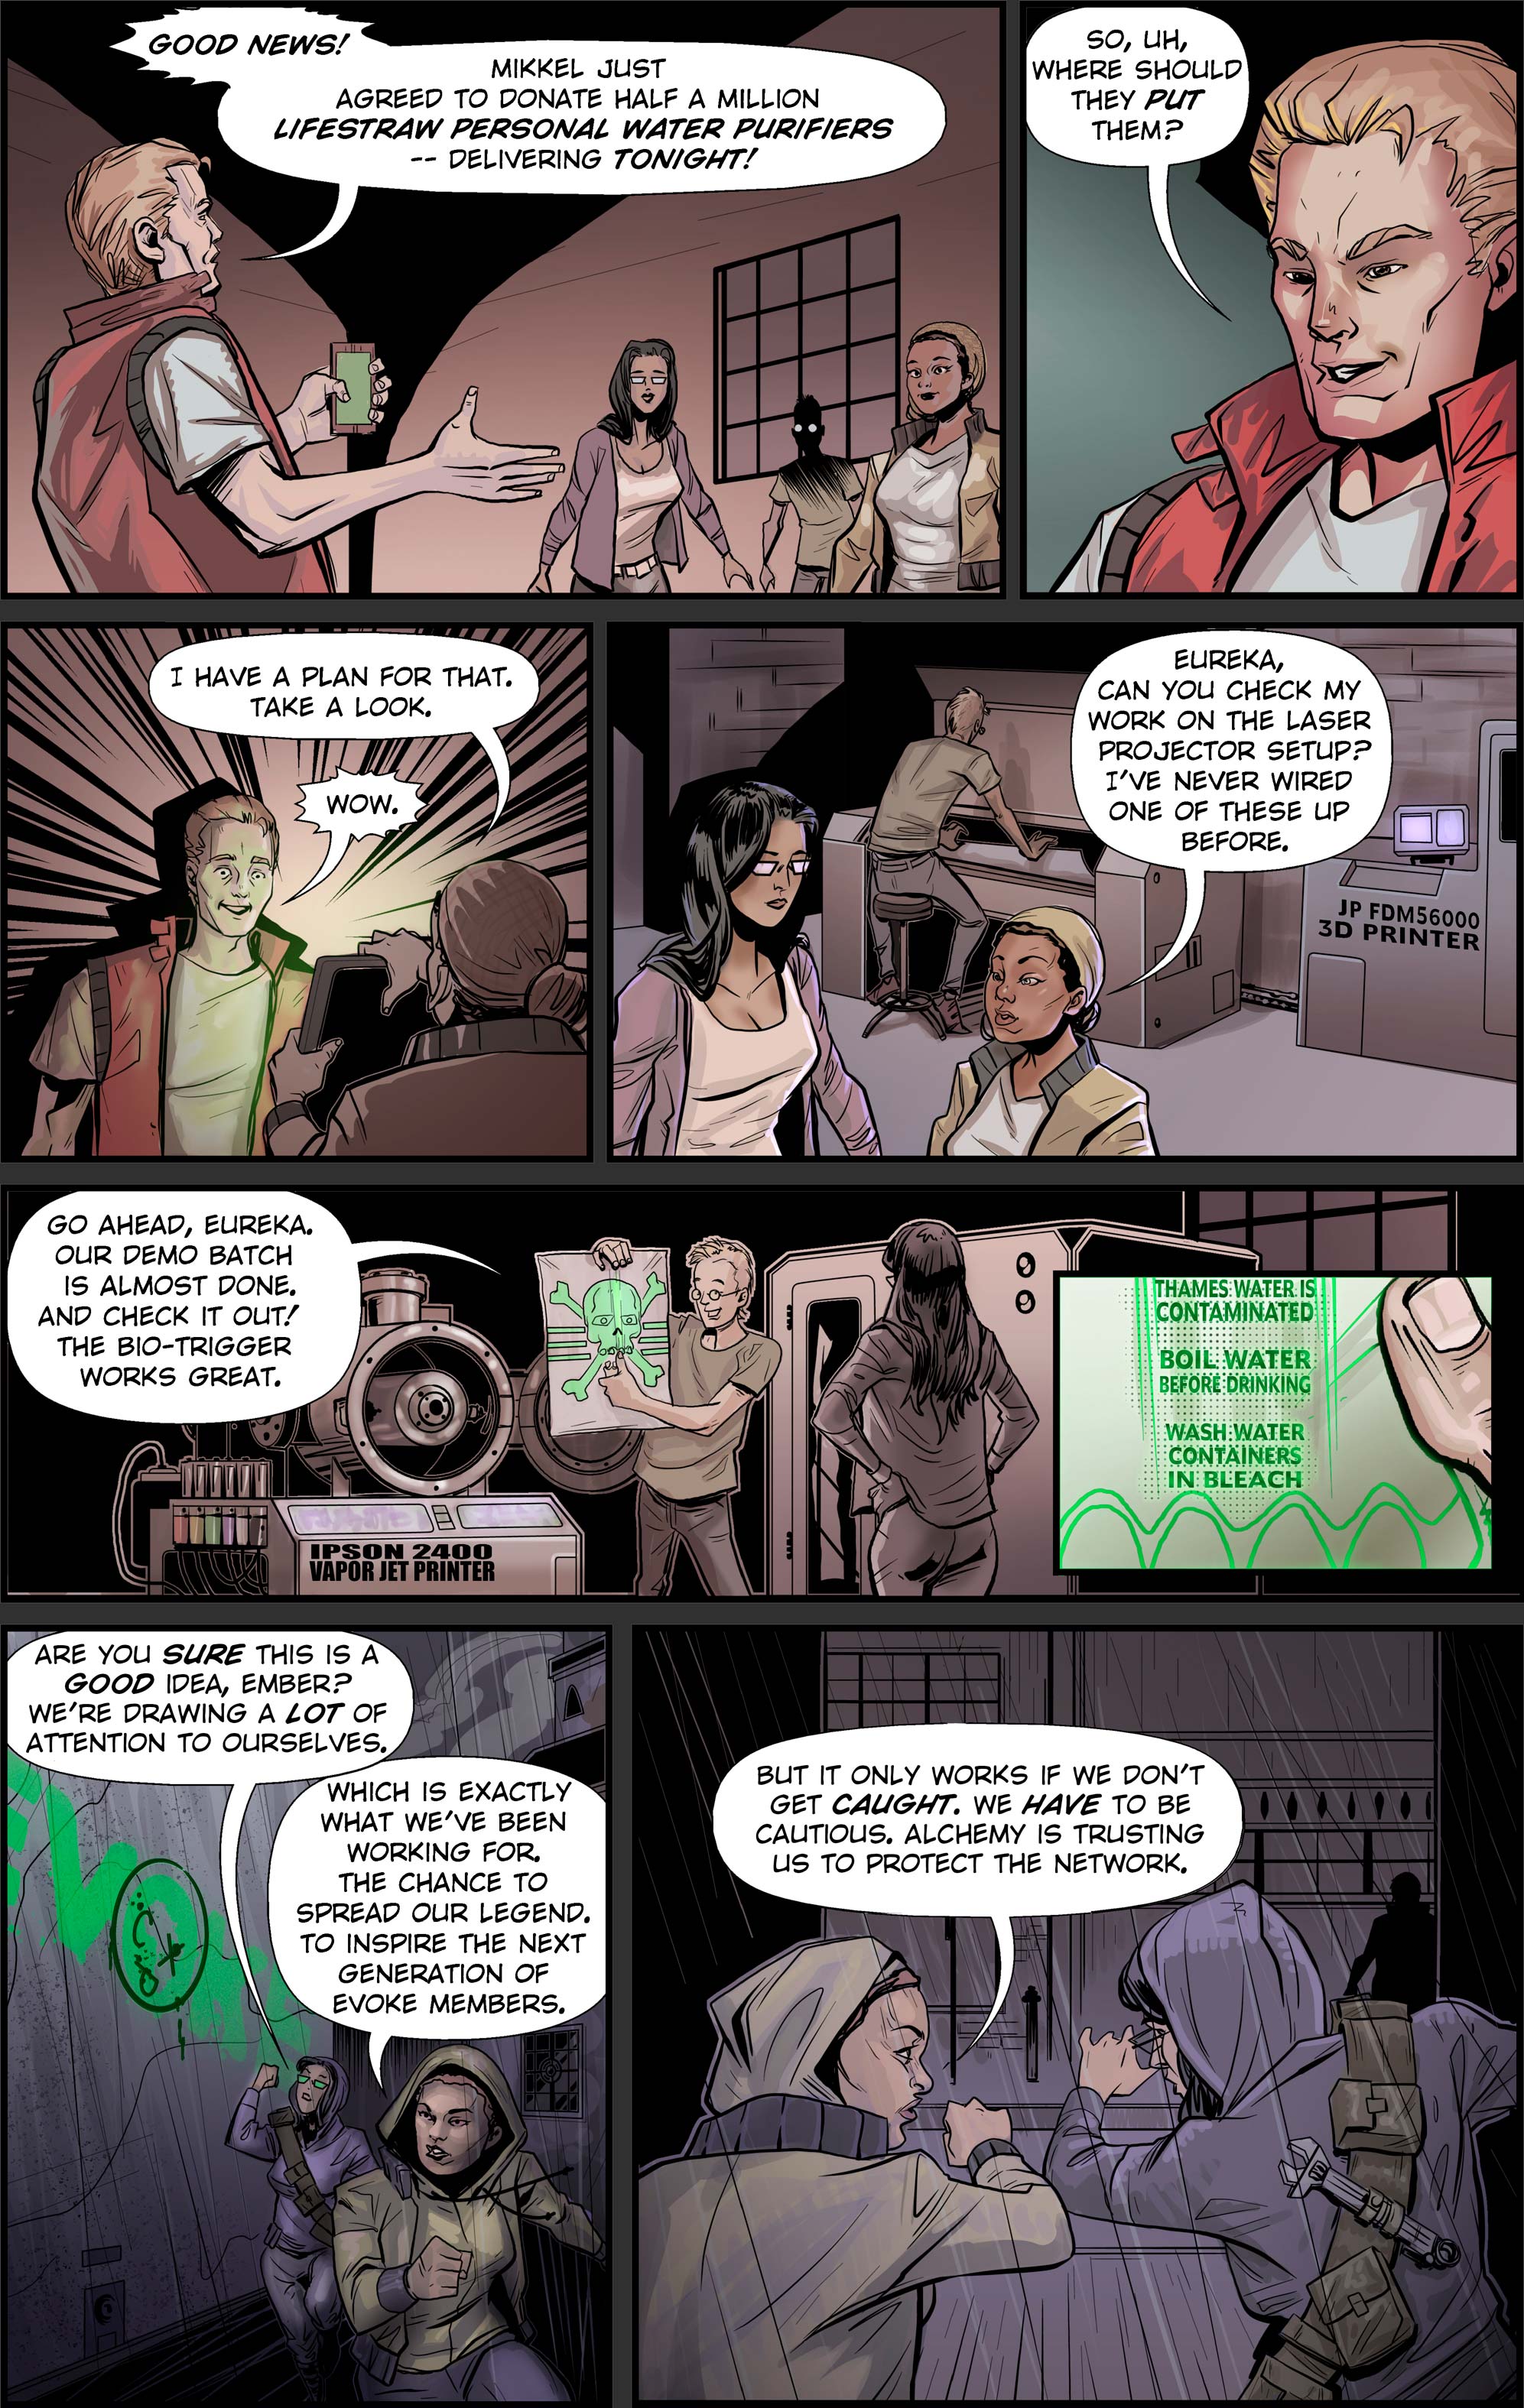 GOOD NEWS!
MIKKEL JUST
AGREED TO DONATE HALF A MILLION
LIFESTRAW PERSONAL WATER PURIFIERS
-- DELIVERING TONIGHT!
SO, UH,
WHERE SHOULD
THEY PUT
THEM?
I HAVE A PLAN FOR THAT.
TAKE A LOOK.
WOW.
EUREKA,
CAN YOU CHECK MY
WORK ON THE LASER
PROJECTOR SETUP?
I'VE NEVER WIRED
ONE OF THESE UP
BEFORE.
JP FDM56000
3D PRINTER
GO AHEAD, EUREKA.
OUR DEMO BATCH
IS ALMOST DONE.
AND CHECK IT OUT!
THE BIO-TRIGGER
WORKS GREAT.
IPSON 2400
VAPOR JET PRINTER
THAMES WATER IS
CONTAMINATED
BOIL WATER
BEFORE DRINKING
WASH WATER
CONTAINERS
IN BLEACH
ARE YOU SURE THIS IS A
GOOD IDEA, EMBER?
WE'RE DRAWING A LOT OF
ATTENTION TO OURSELVES.
WHICH IS EXACTLY
WHAT WE'VE BEEN
WORKING FOR.
THE CHANCE TO
SPREAD OUR LEGEND.
TO INSPIRE THE NEXT
GENERATION OF
EVOKE MEMBERS.
BUT IT ONLY WORKS IF WE DON'T
GET CAUGHT. WE HAVE TO BE
CAUTIOUS. ALCHEMY IS TRUSTING
US TO PROTECT THE NETWORK.